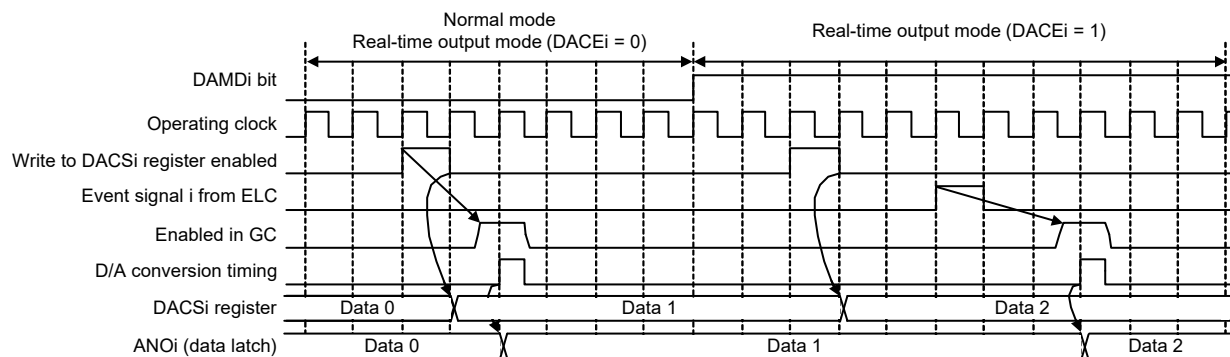 Normal mode
Real-time output mode (DACEi = 0)
Real-time output mode (DACEi = 1)
DAMDi bit
Operating clock
Write to DACSi register enabled
Event signal i from ELC
Enabled in GC
D/A conversion timing
DACSi register
Data 0
Data 1
Data 2
ANOi (data latch)
Data 0
Data 1
Data 2